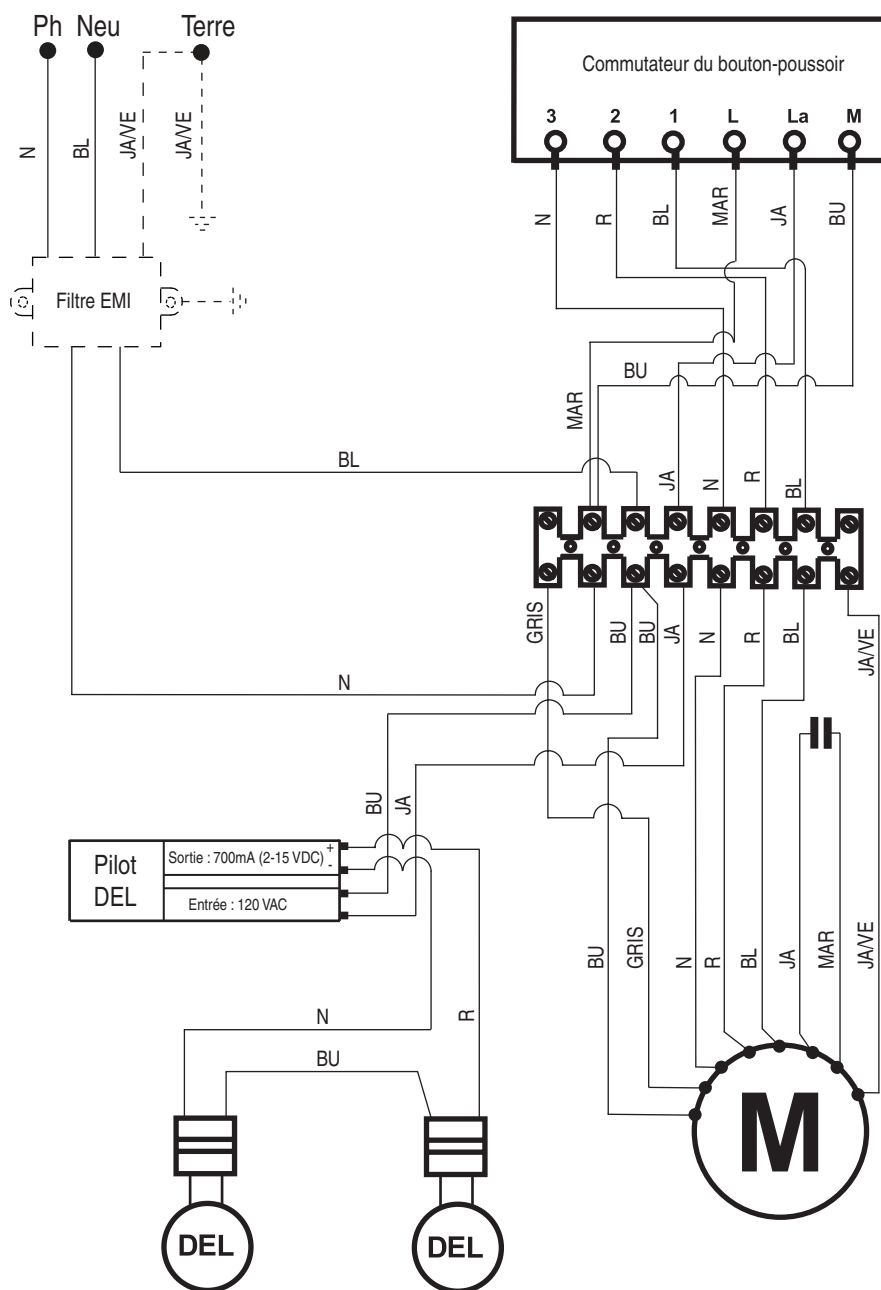 Ph Neu Terre
Commutateur du bouton-poussoir
3 2 1 L La M
N BL JA/VE JA/VE
N R BL MAR JA BU
Filtre EMI
BU
MAR
BL
JA N R BL
GRIS BU BU JA N R BL JA/VE
N
BU JA
Pilot DEL
Sortie : 700mA (2-15 VDC) +
-
Entrée : 120 VAC
BU GRIS N R BL JA MAR JA/VE
N R
BU
M
DEL DEL